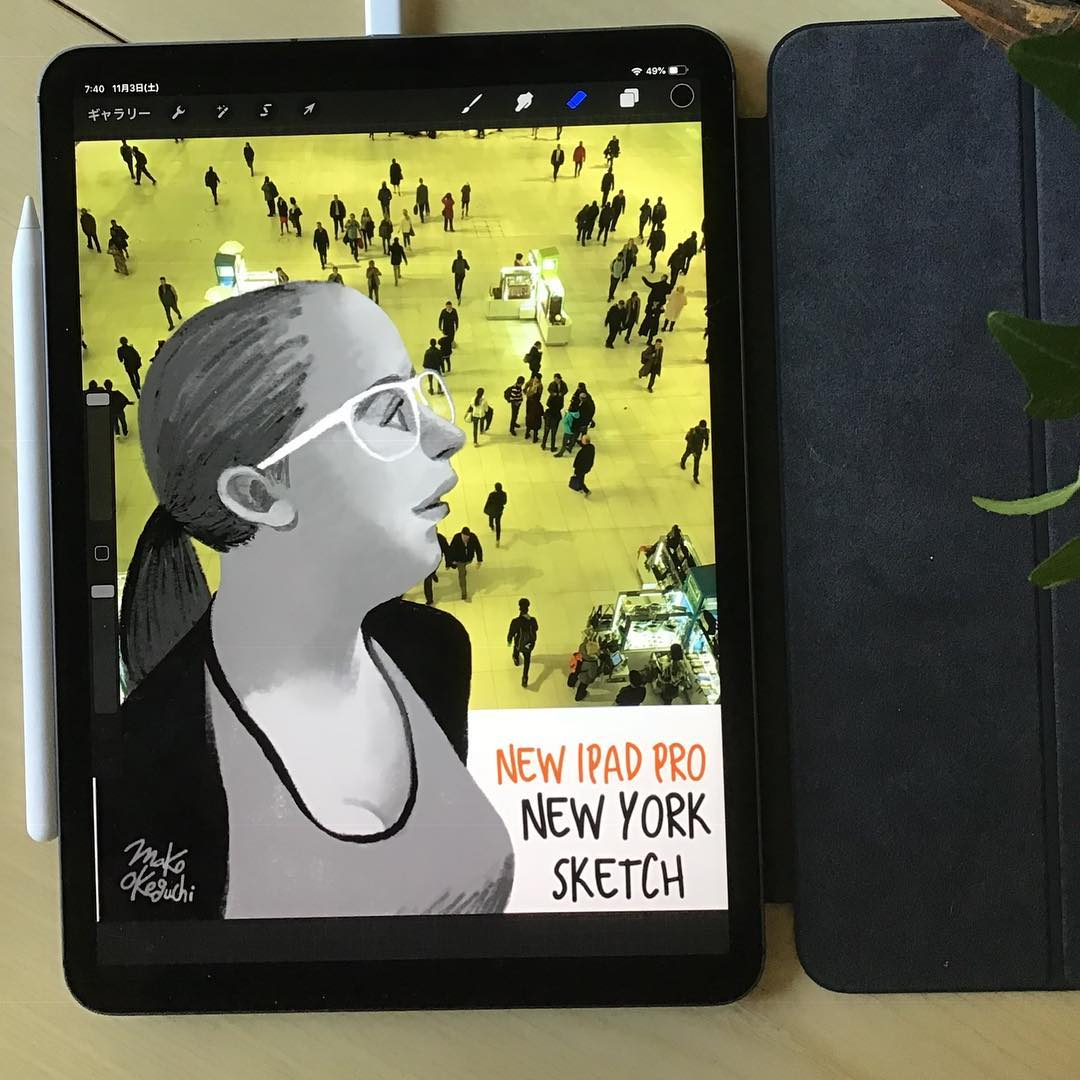 7:40 11月3日(土)
49%
ギャラリー
NEW IPAD PRO
NEW YORK
SKETCH
Mako
Okeguchi